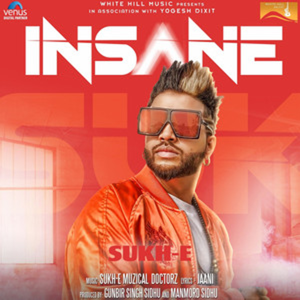 WHITE HILL MUSIC PRESENTS
IN ASSOCIATION WITH YOGESH DIXIT
venus
INSANE
SUK
SUKH-E
MUSIC SUKH-E MUZICAL DOCTORZ LYRICS JAANI
PRODUCED BY GUNBIR SINGH SIDHU AND MANMORD SIDHU